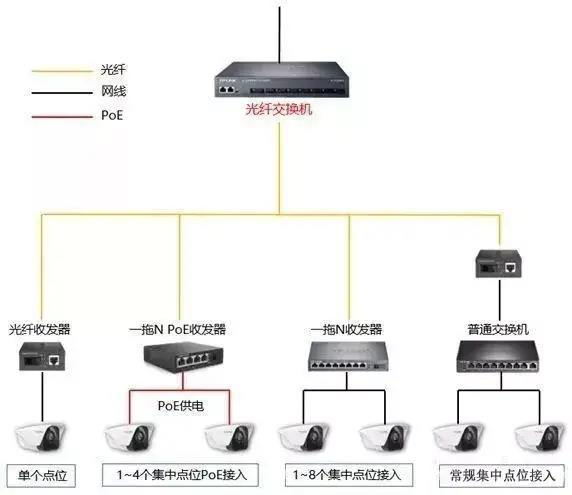 光纤
网线
PoE
TP-LINK
光纤交换机
光纤收发器
一拖N PoE收发器
一拖N收发器
普通交换机
PoE供电
单个点位
1~4个集中点位PoE接入
1~8个集中点位接入
常规集中点位接入